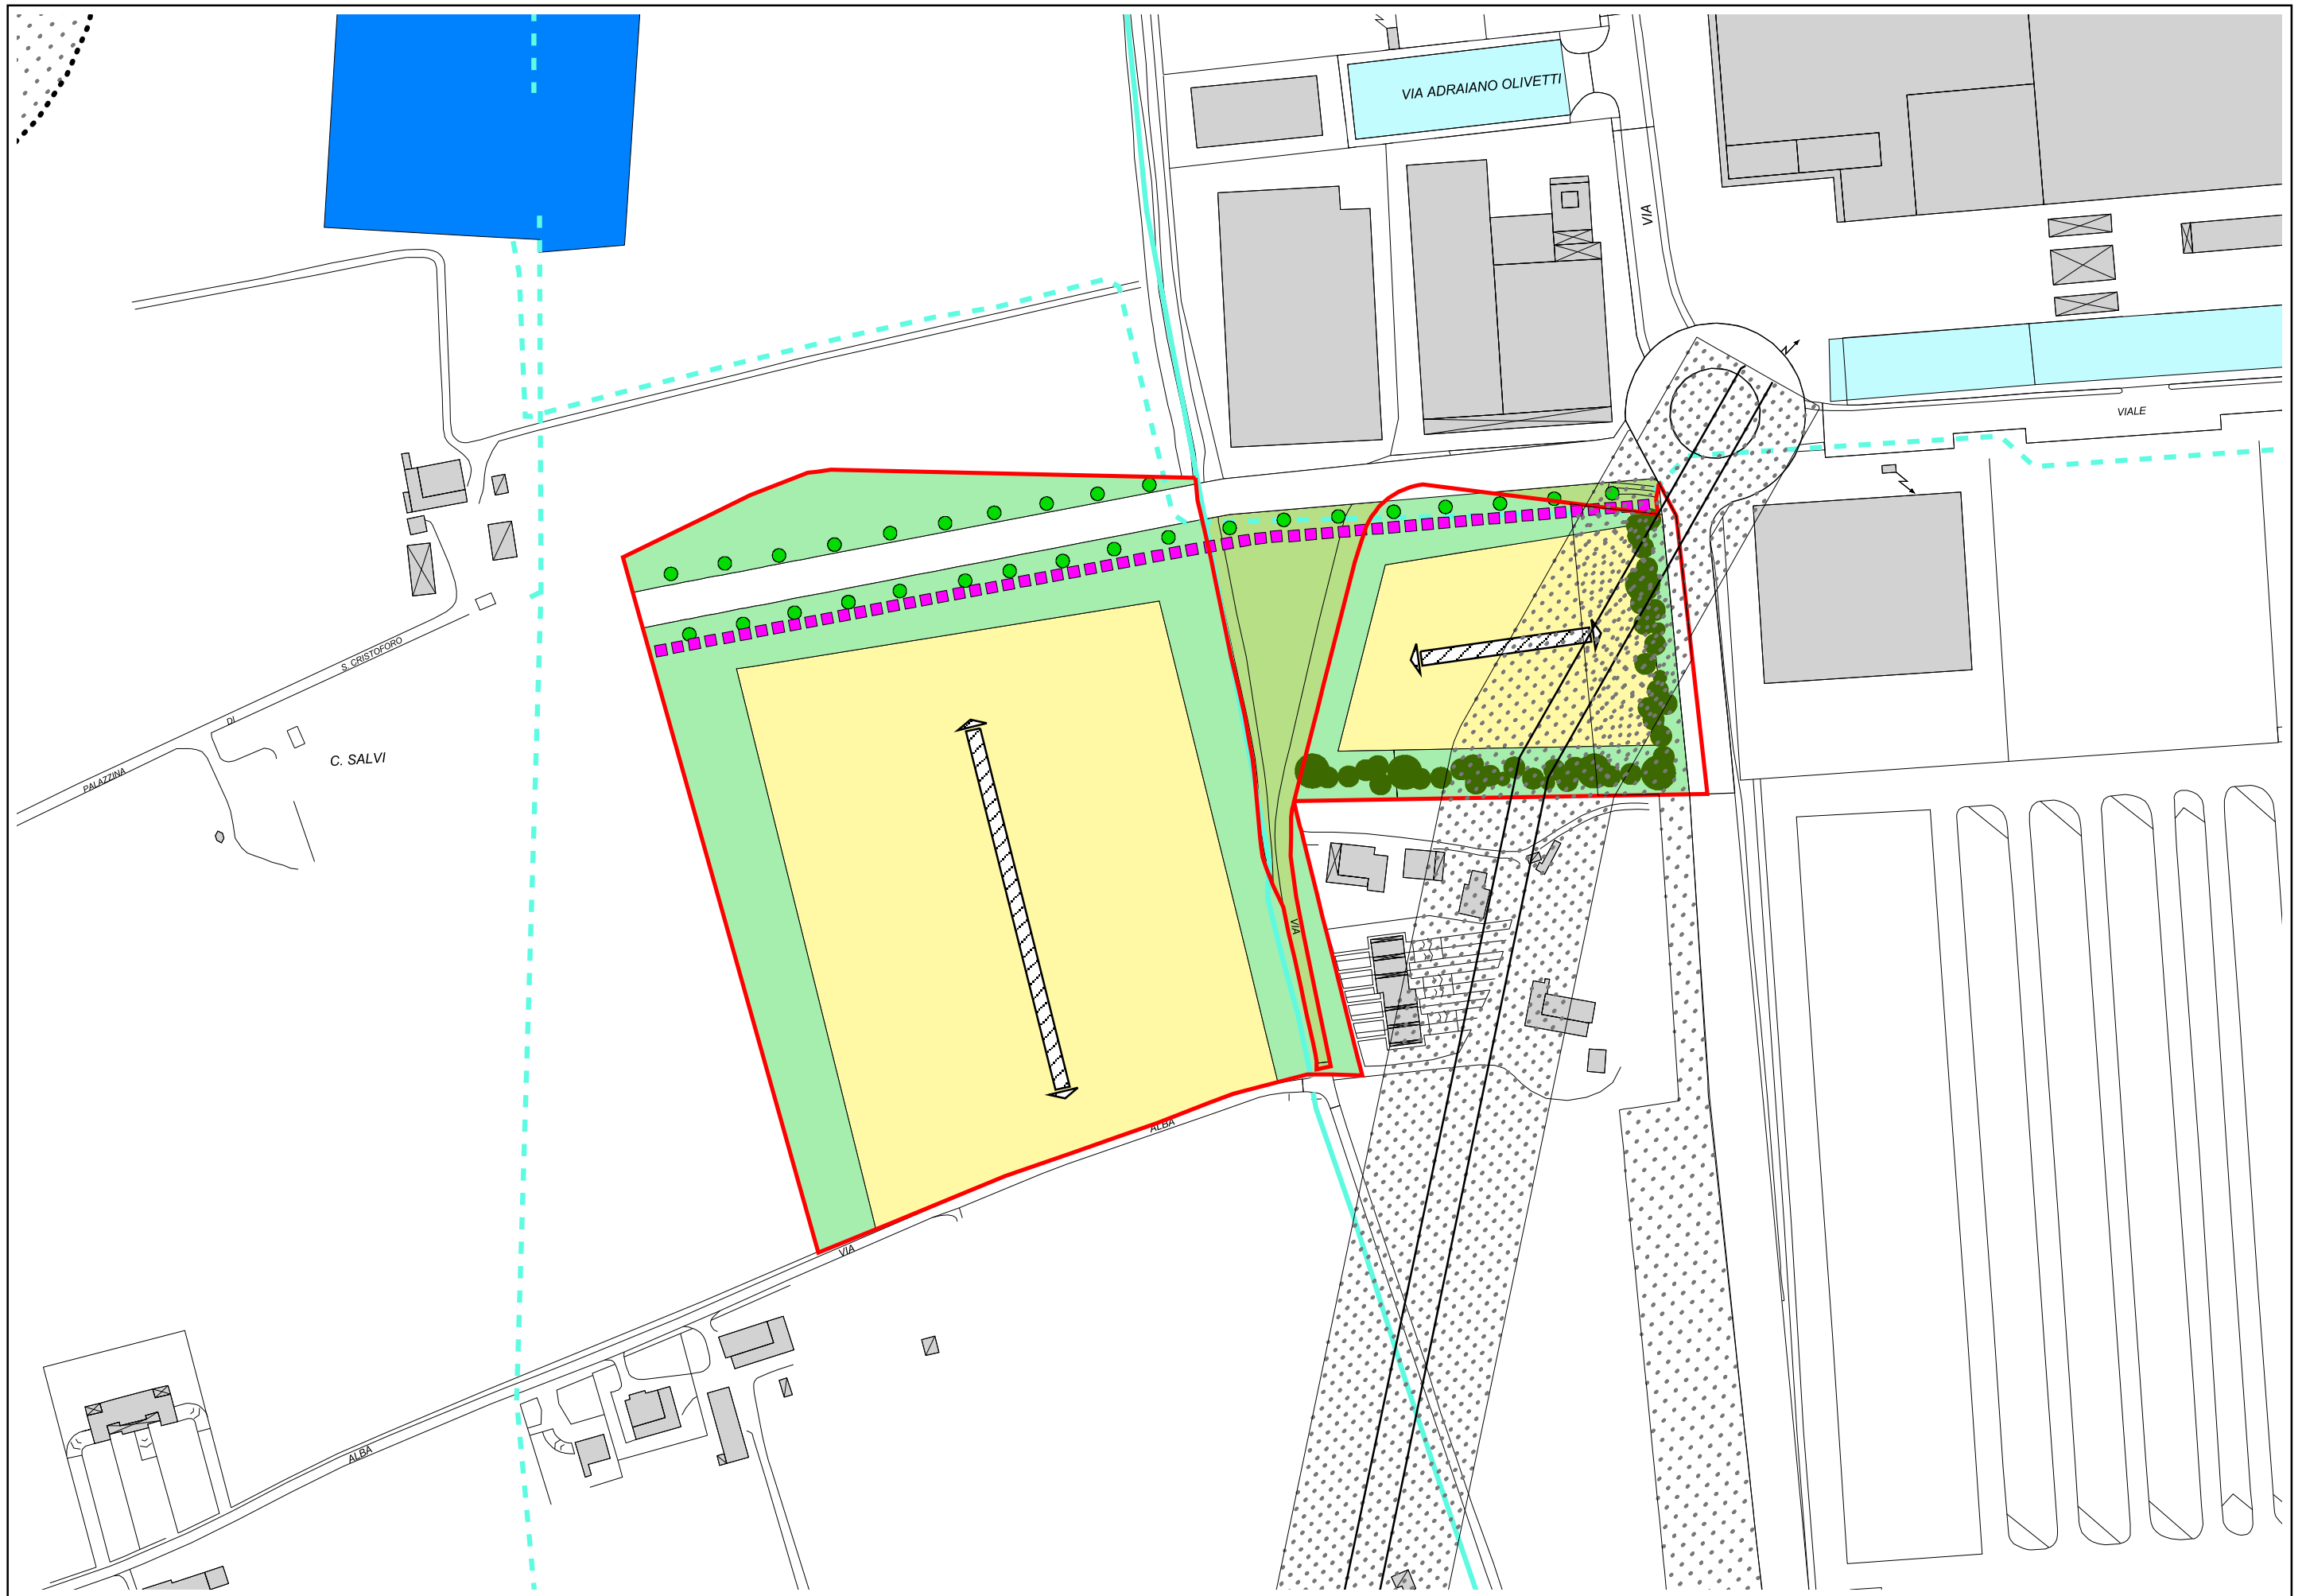 VIA ADRAIANO OLIVETTI
VIA
VIALE
S. CRISTOFORO
DI
PALAZZINA
C. SALVI
VIA
ALBA
VIA
ALBA